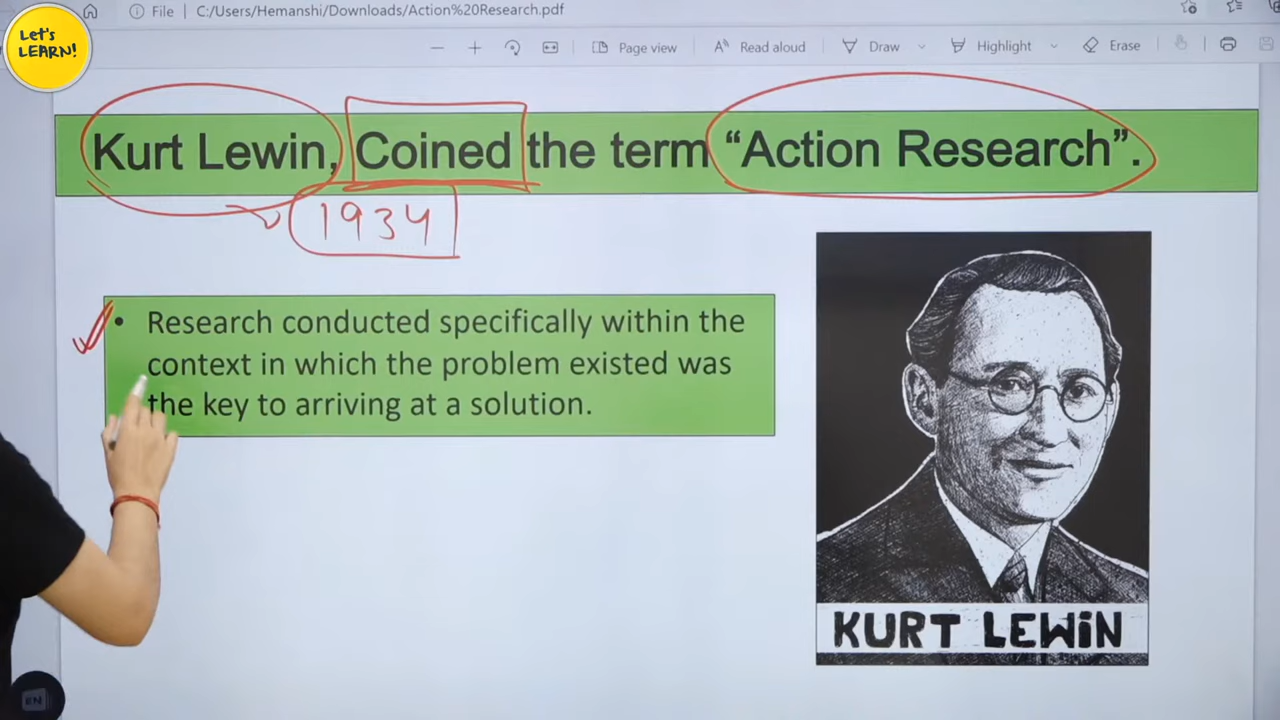 Let's
LEARN!
File | C:/Users/Hemanshi/Downloads/Action%20Research.pdf
Page view
Read aloud
Draw
Highlight
Erase
Kurt Lewin, Coined the term “Action Research”.
1934
• Research conducted specifically within the
context in which the problem existed was
the key to arriving at a solution.
KURT LEWiN
EN